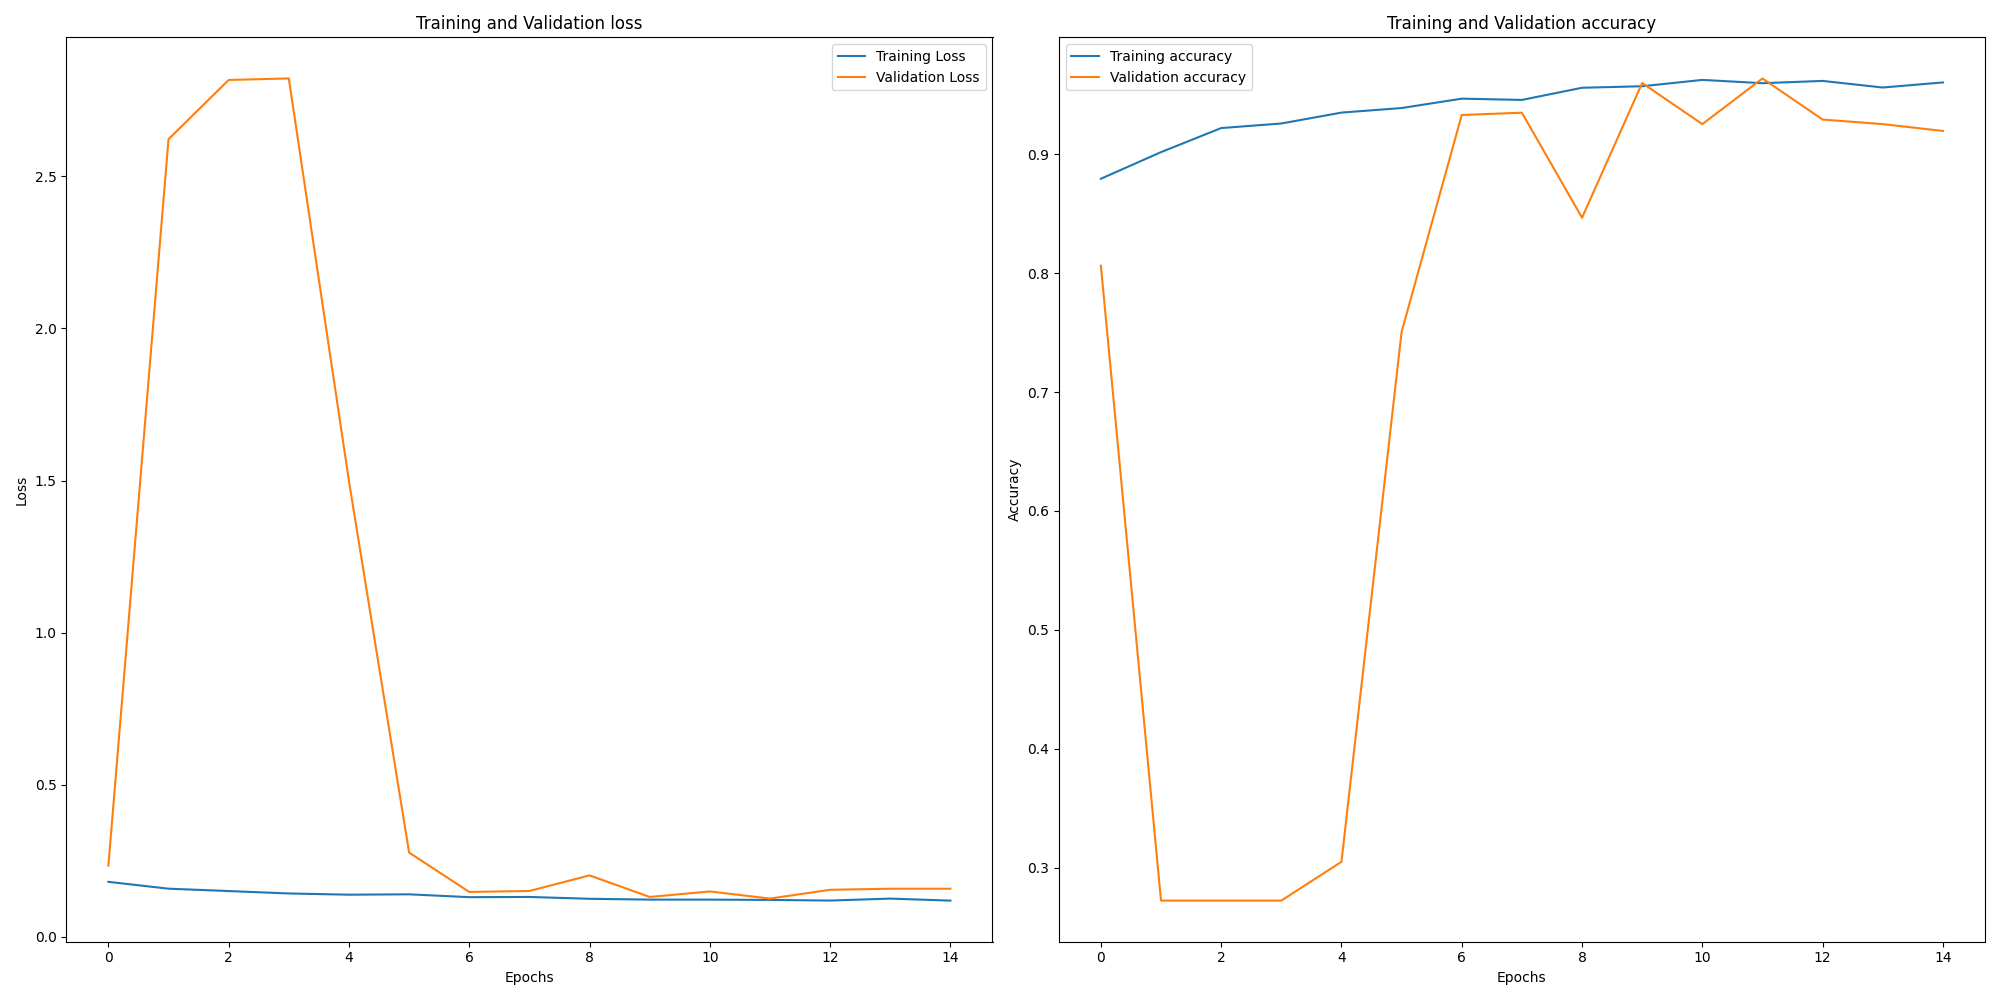 Training and Validation loss
Training Loss
Validation Loss
2.5
2.0
1.5
1.0
0.5
0.0
Loss
0 2 4 6 8 10 12 14
Epochs
Training and Validation accuracy
Training accuracy
Validation accuracy
0.9
0.8
0.7
0.6
0.5
0.4
0.3
Accuracy
0 2 4 6 8 10 12 14
Epochs